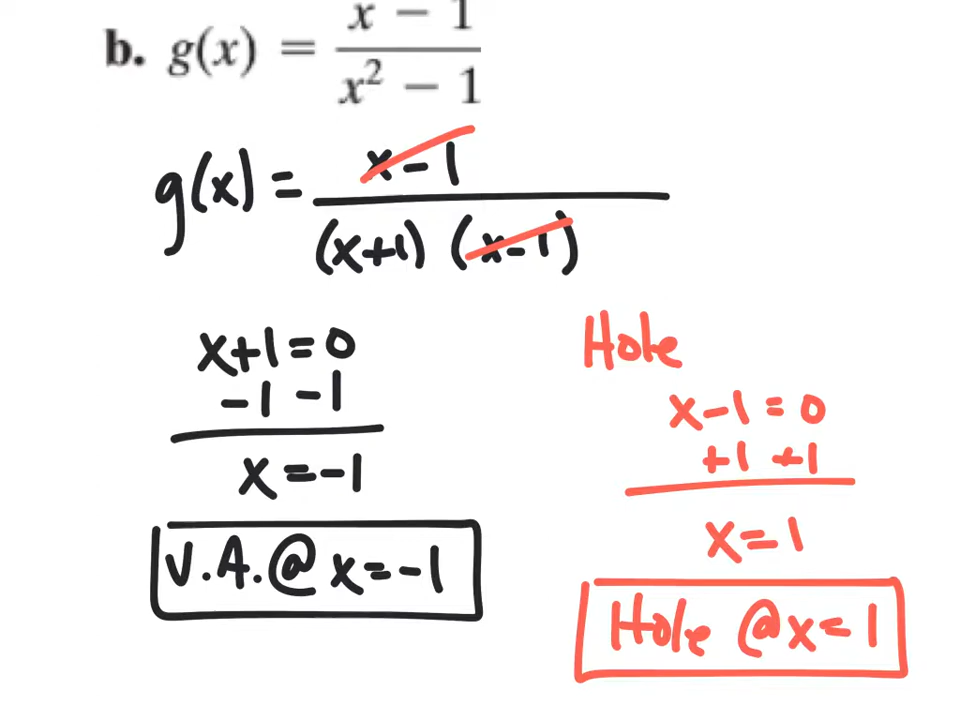 b. g(x) = x − 1 / x² − 1
g(x) = x-1 / (x+1) (x-1)
x+1=0
-1 -1
x=-1
V.A.@ x=-1
Hole
x-1=0
+1 +1
x=1
Hole @x=1